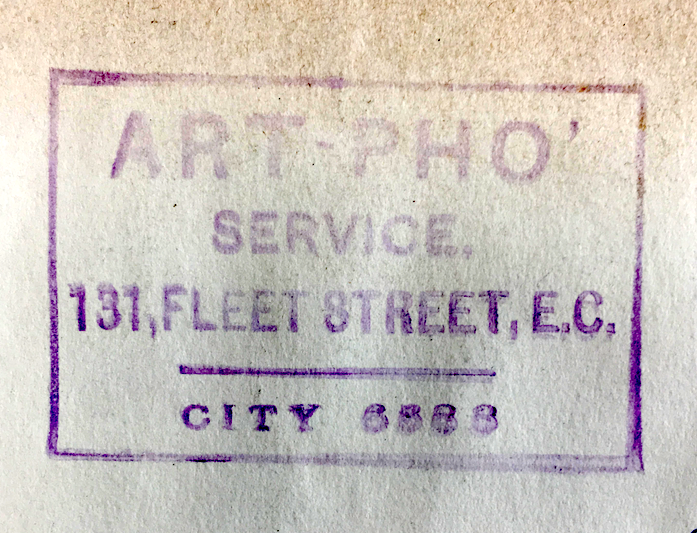 ART-PHO'
SERVICE.
131, FLEET STREET, E.C.
CITY